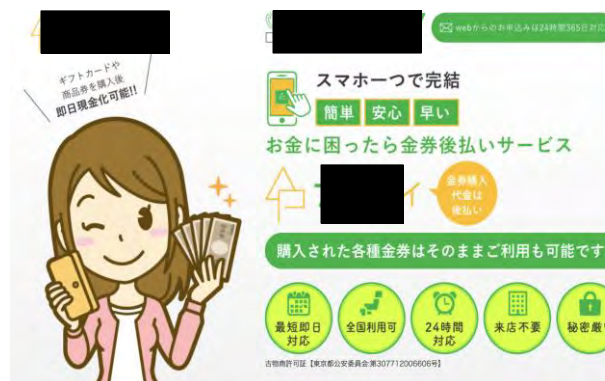 webからのお申込みは24時間365日対応
ギフトカードや
商品券を購入後
即日現金化可能!!
スマホ一つで完結
簡単 安心 早い
お金に困ったら金券後払いサービス
金券購入
代金は
後払い
購入された各種金券はそのままご利用も可能です
最短即日
対応
全国利用可
24時間
対応
来店不要
秘密厳守
古物商許可証【東京都公安委員会:第307712006606号】